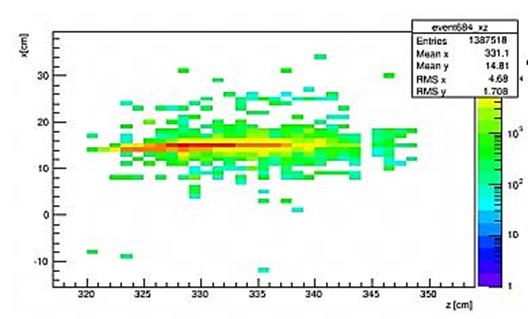 event684_xz
Entries 1387518
Mean x 331.1
Mean y 14.81
RMS x 4.68
RMS y 1.708
x[cm]
30
20
10
0
-10
320 325 330 335 340 345 350
z [cm]
10³
10²
10
1